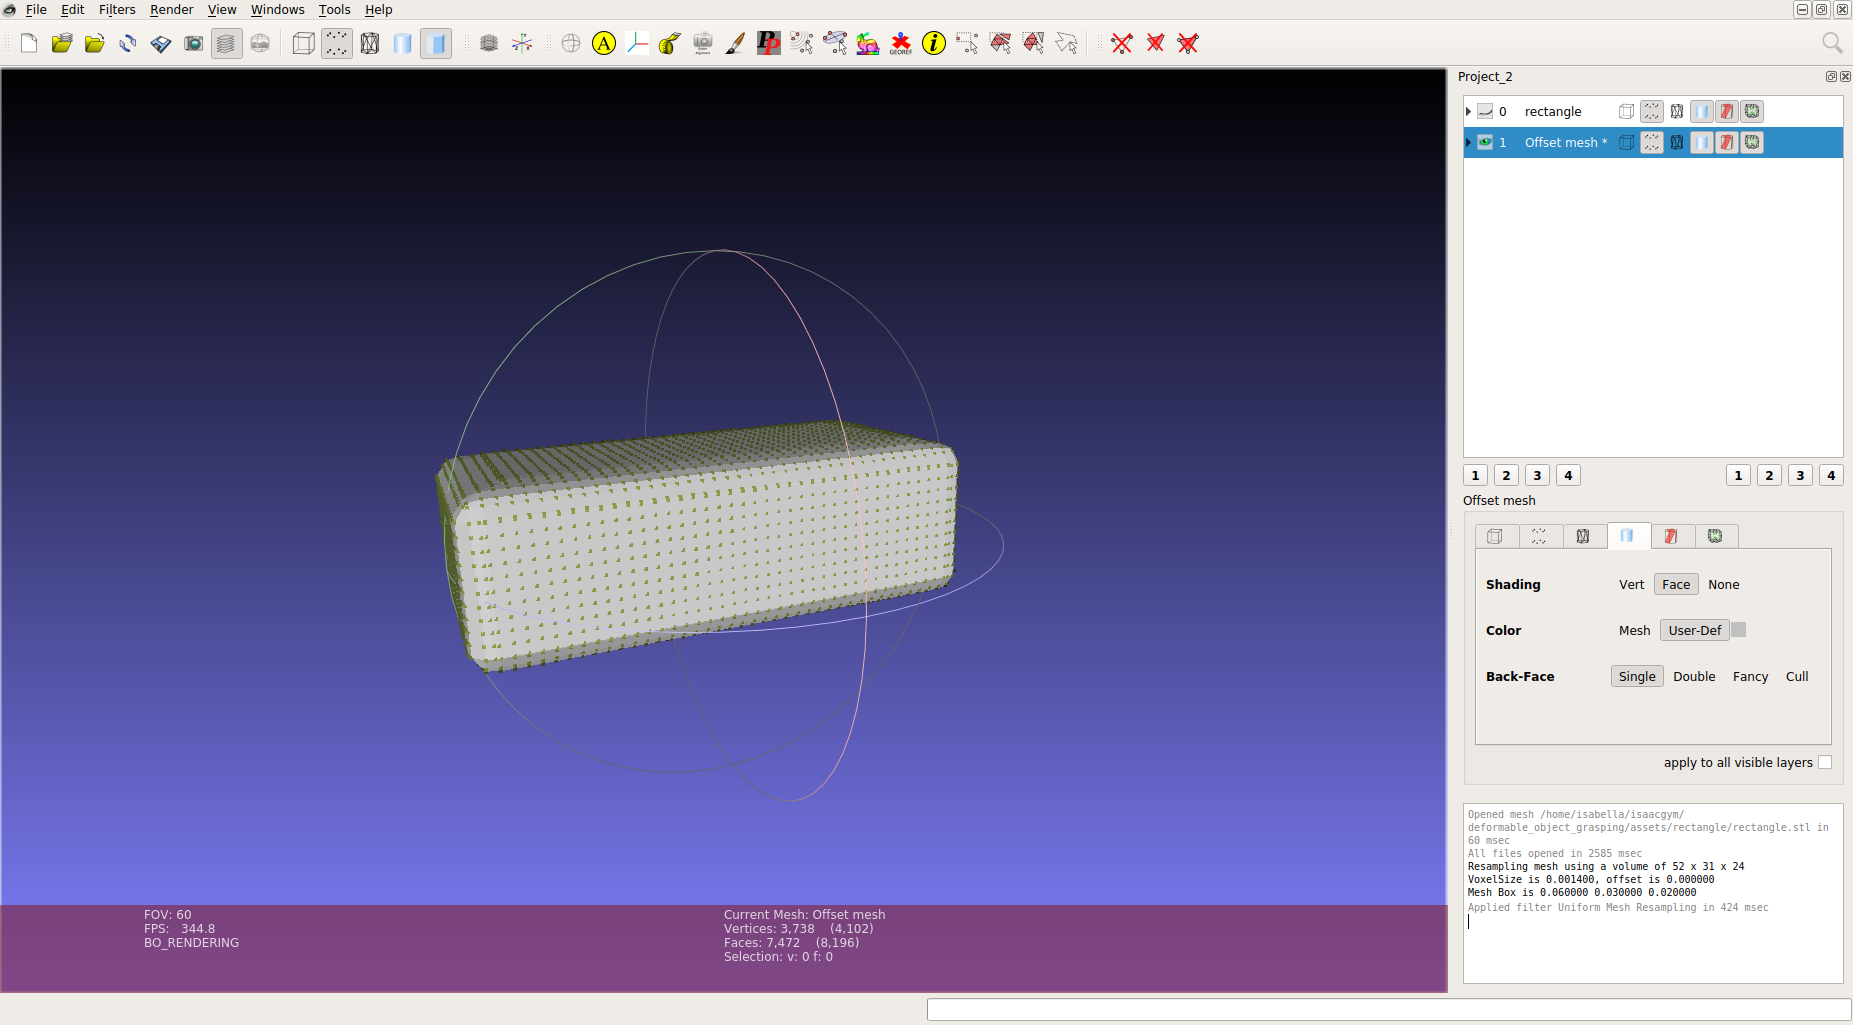 File Edit Filters Render View Windows Tools Help
A PP GEOREF i
Project_2
0 rectangle
1 Offset mesh *
1 2 3 4 1 2 3 4
Offset mesh
Shading Vert Face None
Color Mesh User-Def
Back-Face Single Double Fancy Cull
apply to all visible layers
Opened mesh /home/isabella/isaacgym/
deformable_object_grasping/assets/rectangle/rectangle.stl in
60 msec
All files opened in 2585 msec
Resampling mesh using a volume of 52 x 31 x 24
VoxelSize is 0.001400, offset is 0.000000
Mesh Box is 0.060000 0.030000 0.020000
Applied filter Uniform Mesh Resampling in 424 msec
FOV: 60
FPS: 344.8
BO_RENDERING
Current Mesh: Offset mesh
Vertices: 3,738 (4,102)
Faces: 7,472 (8,196)
Selection: v: 0 f: 0